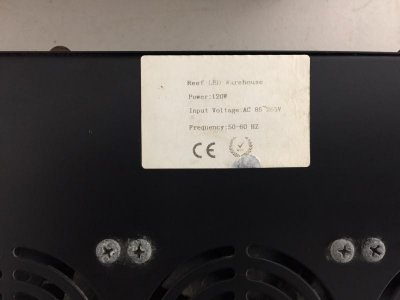 Reef LED Warehouse
Power:120W
Input Voltage:AC 85~265V
Frequency:50-60 HZ
CE